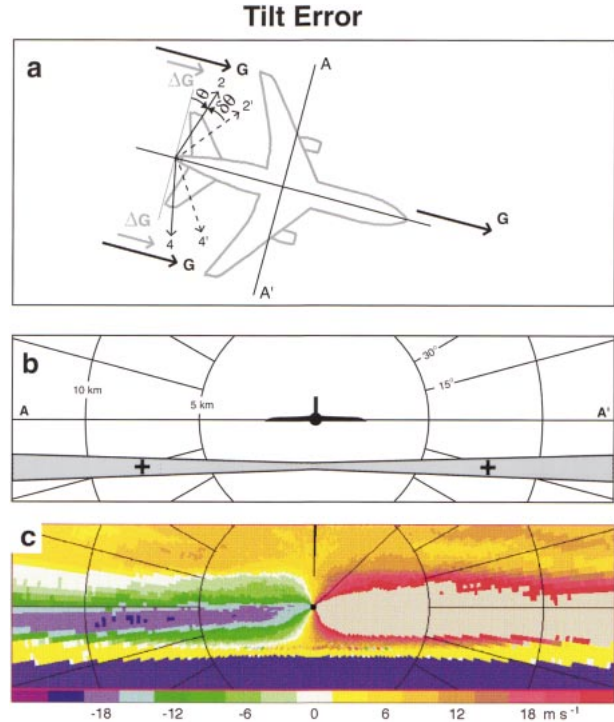 Tilt Error
a
A
G
ΔG
2
θ
δθ
2'
G
ΔG
4
4'
G
A'
b
30°
15°
10 km
5 km
A
A'
c
-18 -12 -6 0 6 12 18 m s⁻¹